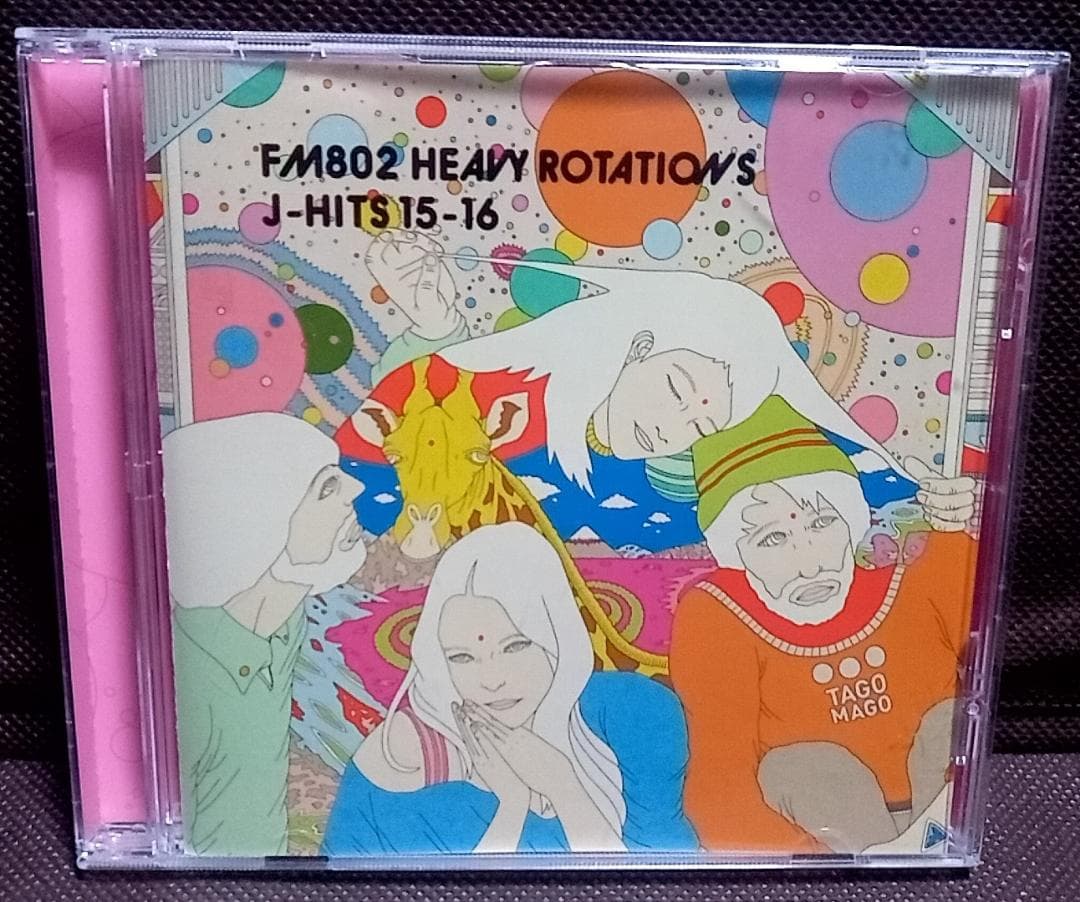 FM802 HEAVY ROTATIONS
J-HITS 15-16
TAGO
MAGO